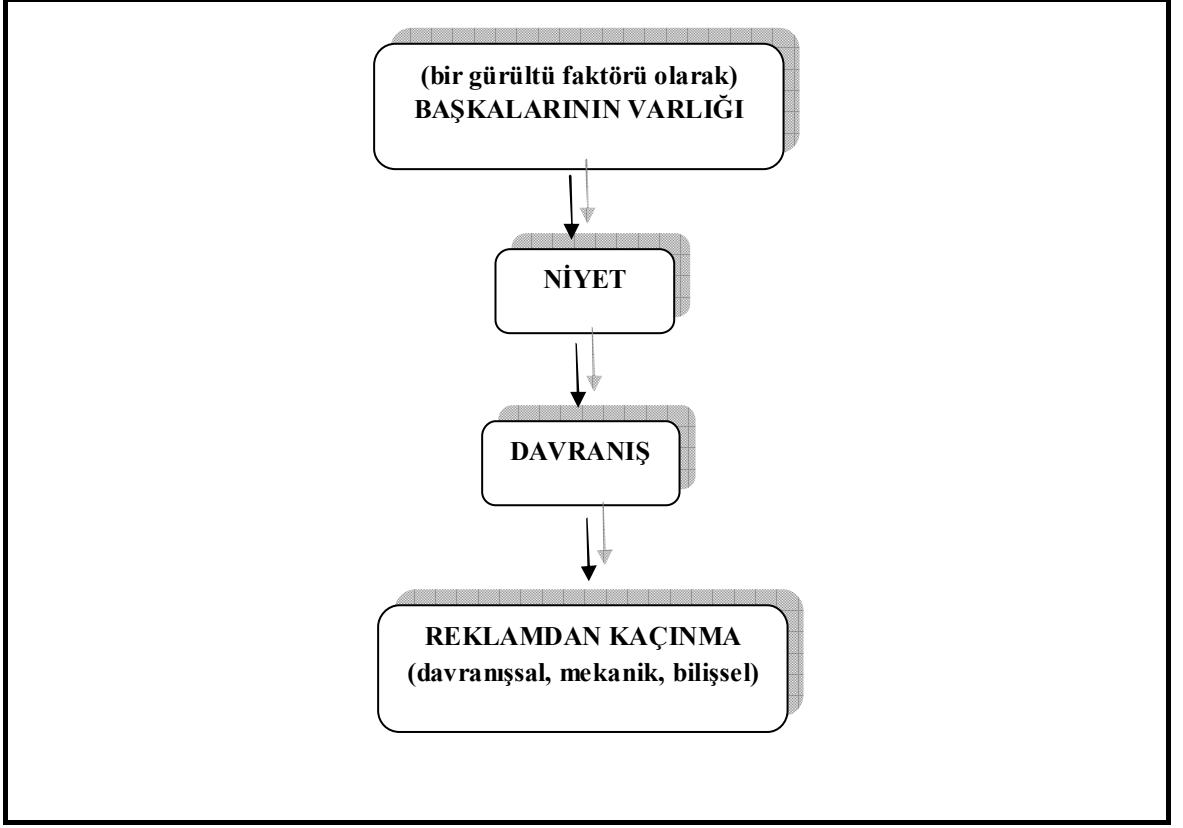 (bir gürültü faktörü olarak)
BAŞKALARININ VARLIĞI
NİYET
DAVRANIŞ
REKLAMDAN KAÇINMA
(davranışsal, mekanik, bilişsel)